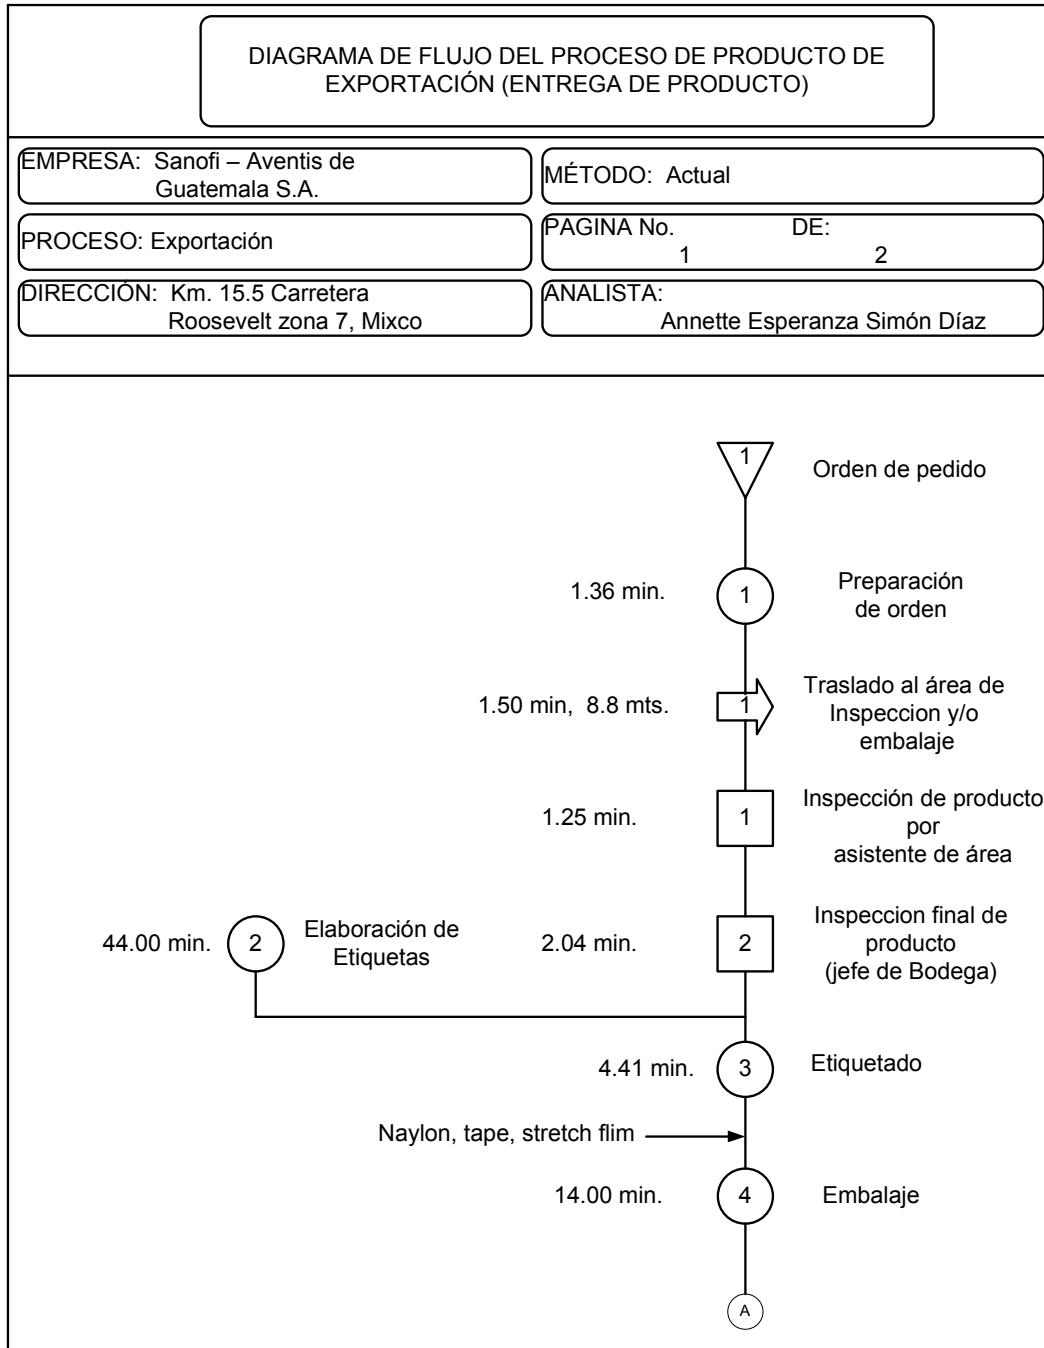 DIAGRAMA DE FLUJO DEL PROCESO DE PRODUCTO DE
EXPORTACIÓN (ENTREGA DE PRODUCTO)
EMPRESA: Sanofi – Aventis de
Guatemala S.A.
MÉTODO: Actual
PROCESO: Exportación
PAGINA No. DE:
1 2
DIRECCIÓN: Km. 15.5 Carretera
Roosevelt zona 7, Mixco
ANALISTA:
Annette Esperanza Simón Díaz
1
Orden de pedido
1.36 min.
1
Preparación
de orden
1.50 min, 8.8 mts.
1
Traslado al área de
Inspeccion y/o
embalaje
1.25 min.
1
Inspección de producto
por
asistente de área
44.00 min.
2
Elaboración de
Etiquetas
2.04 min.
2
Inspeccion final de
producto
(jefe de Bodega)
4.41 min.
3
Etiquetado
Naylon, tape, stretch flim
14.00 min.
4
Embalaje
A